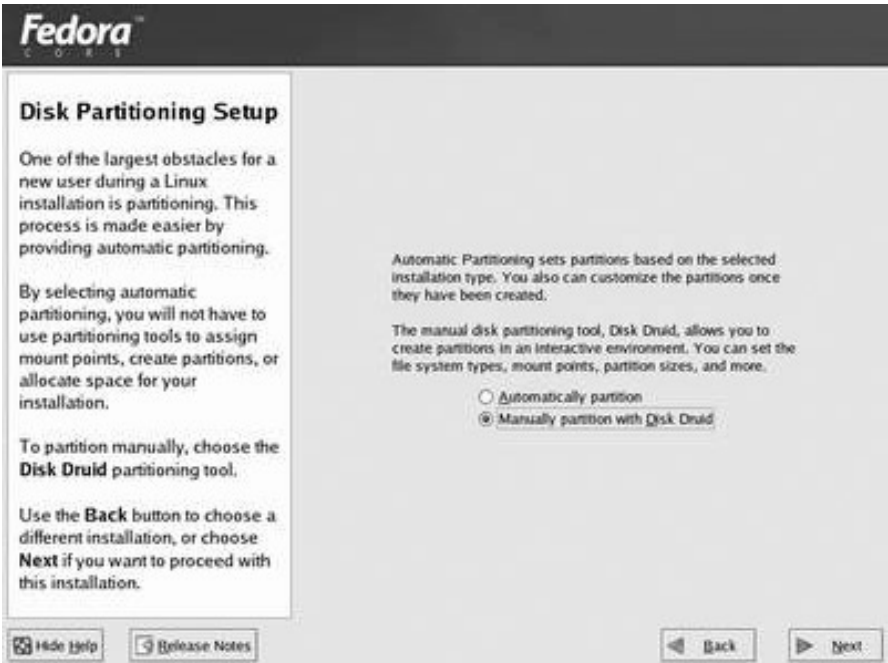 Fedora™
CORE
Disk Partitioning Setup
One of the largest obstacles for a
new user during a Linux
installation is partitioning. This
process is made easier by
providing automatic partitioning.
By selecting automatic
partitioning, you will not have to
use partitioning tools to assign
mount points, create partitions, or
allocate space for your
installation.
To partition manually, choose the
Disk Druid partitioning tool.
Use the Back button to choose a
different installation, or choose
Next if you want to proceed with
this installation.
Automatic Partitioning sets partitions based on the selected
installation type. You also can customize the partitions once
they have been created.
The manual disk partitioning tool, Disk Druid, allows you to
create partitions in an interactive environment. You can set the
file system types, mount points, partition sizes, and more.
Automatically partition
Manually partition with Disk Druid
Hide Help
Release Notes
Back
Next